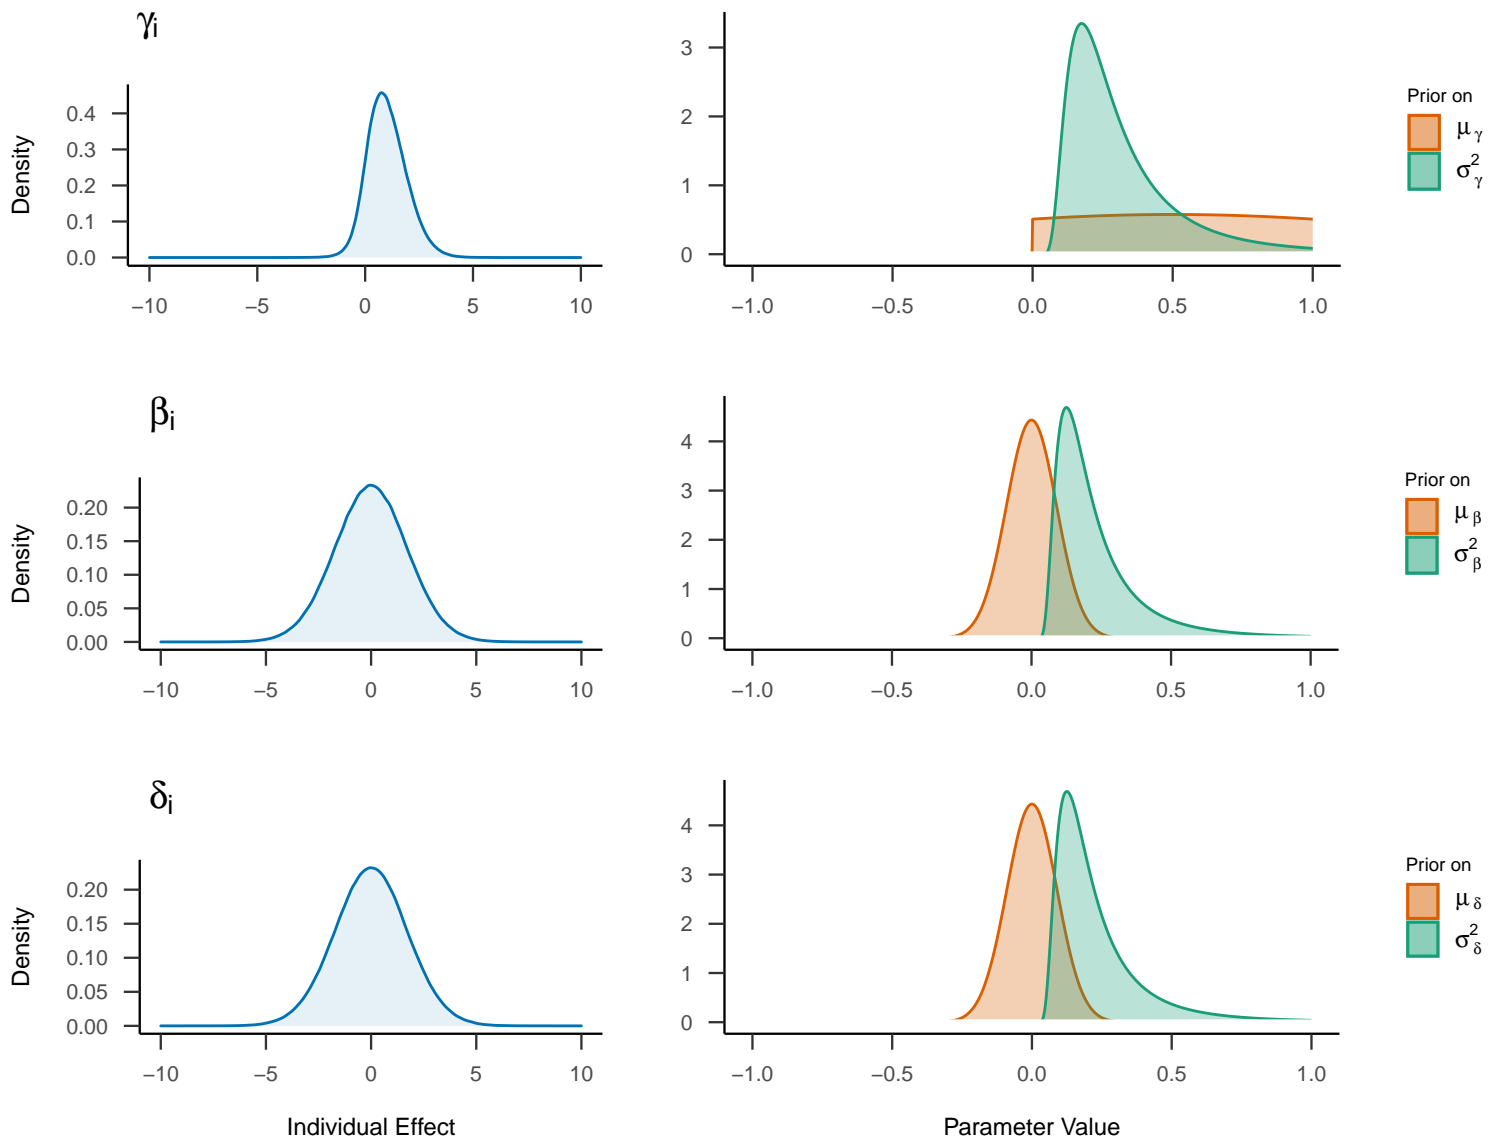 γi
Density
0.4
0.3
0.2
0.1
0.0
−10 −5 0 5 10
3
2
1
0
−1.0 −0.5 0.0 0.5 1.0
Prior on
μ γ
σ²γ
βi
Density
0.20
0.15
0.10
0.05
0.00
−10 −5 0 5 10
4
3
2
1
0
−1.0 −0.5 0.0 0.5 1.0
Prior on
μ β
σ²β
δi
Density
0.20
0.15
0.10
0.05
0.00
−10 −5 0 5 10
Individual Effect
4
3
2
1
0
−1.0 −0.5 0.0 0.5 1.0
Parameter Value
Prior on
μ δ
σ²δ